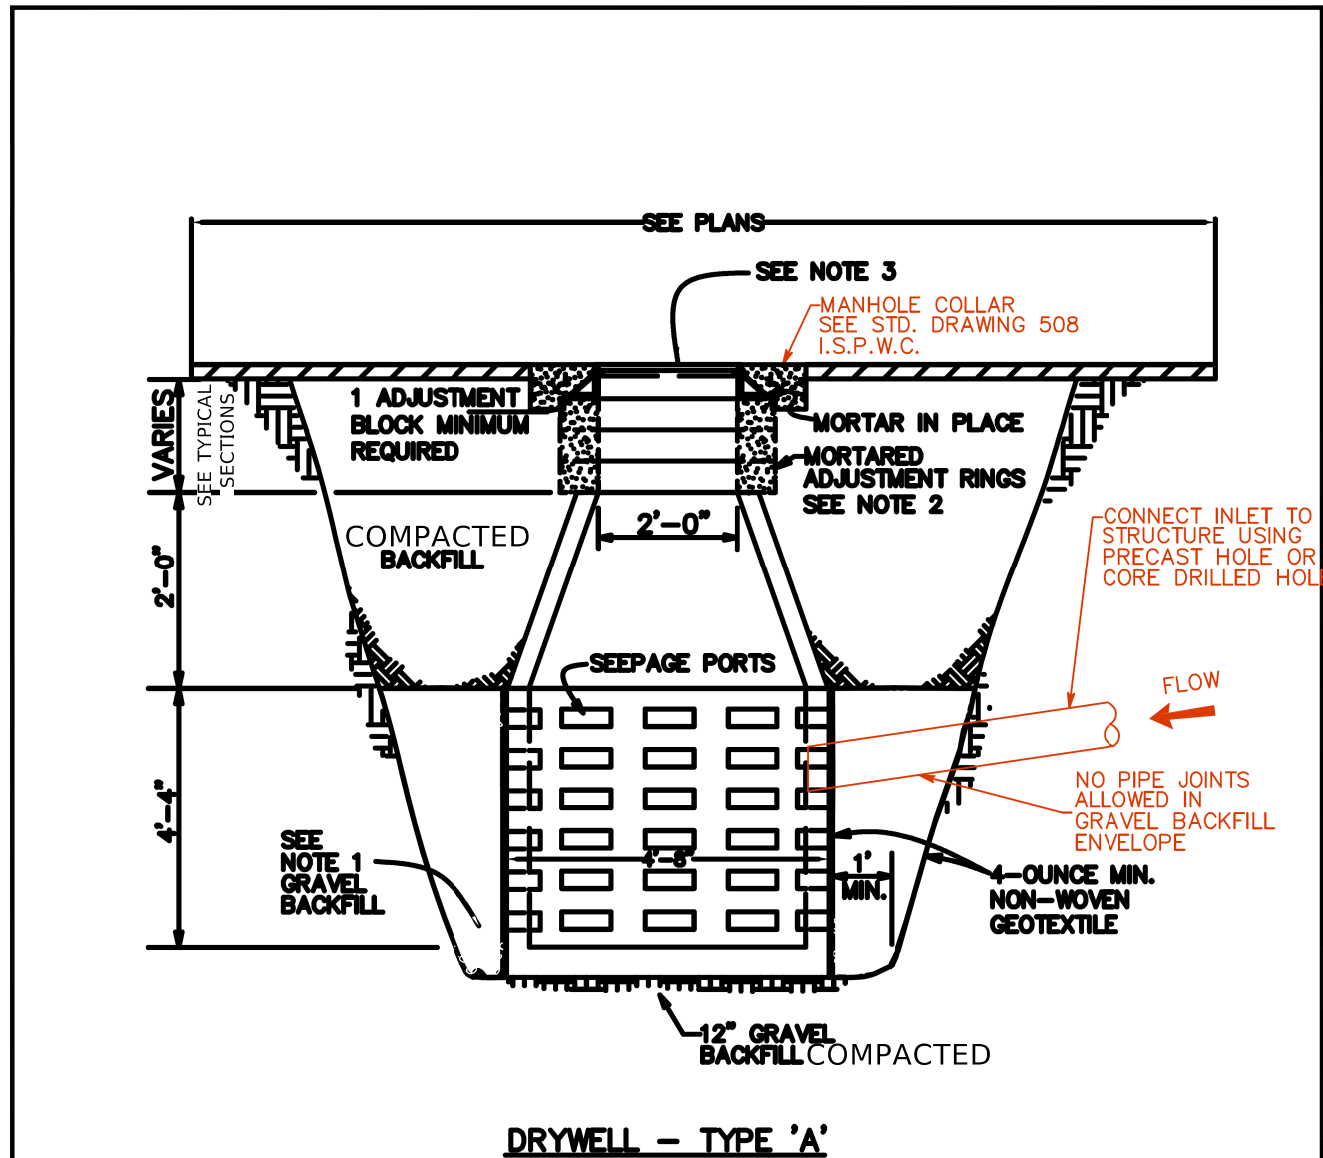 SEE PLANS
SEE NOTE 3
MANHOLE COLLAR
SEE STD. DRAWING 508
I.S.P.W.C.
1 ADJUSTMENT
BLOCK MINIMUM
REQUIRED
MORTAR IN PLACE
MORTARED
ADJUSTMENT RINGS
SEE NOTE 2
VARIES
SEE TYPICAL
SECTIONS
2'-0"
COMPACTED
BACKFILL
2'-0"
CONNECT INLET TO
STRUCTURE USING
PRECAST HOLE OR
CORE DRILLED HOLE
SEEPAGE PORTS
FLOW
4'-4"
NO PIPE JOINTS
ALLOWED IN
GRAVEL BACKFILL
ENVELOPE
SEE
NOTE 1
GRAVEL
BACKFILL
4'-8"
1'
MIN.
4-OUNCE MIN.
NON-WOVEN
GEOTEXTILE
12" GRAVEL
BACKFILL COMPACTED
DRYWELL - TYPE 'A'